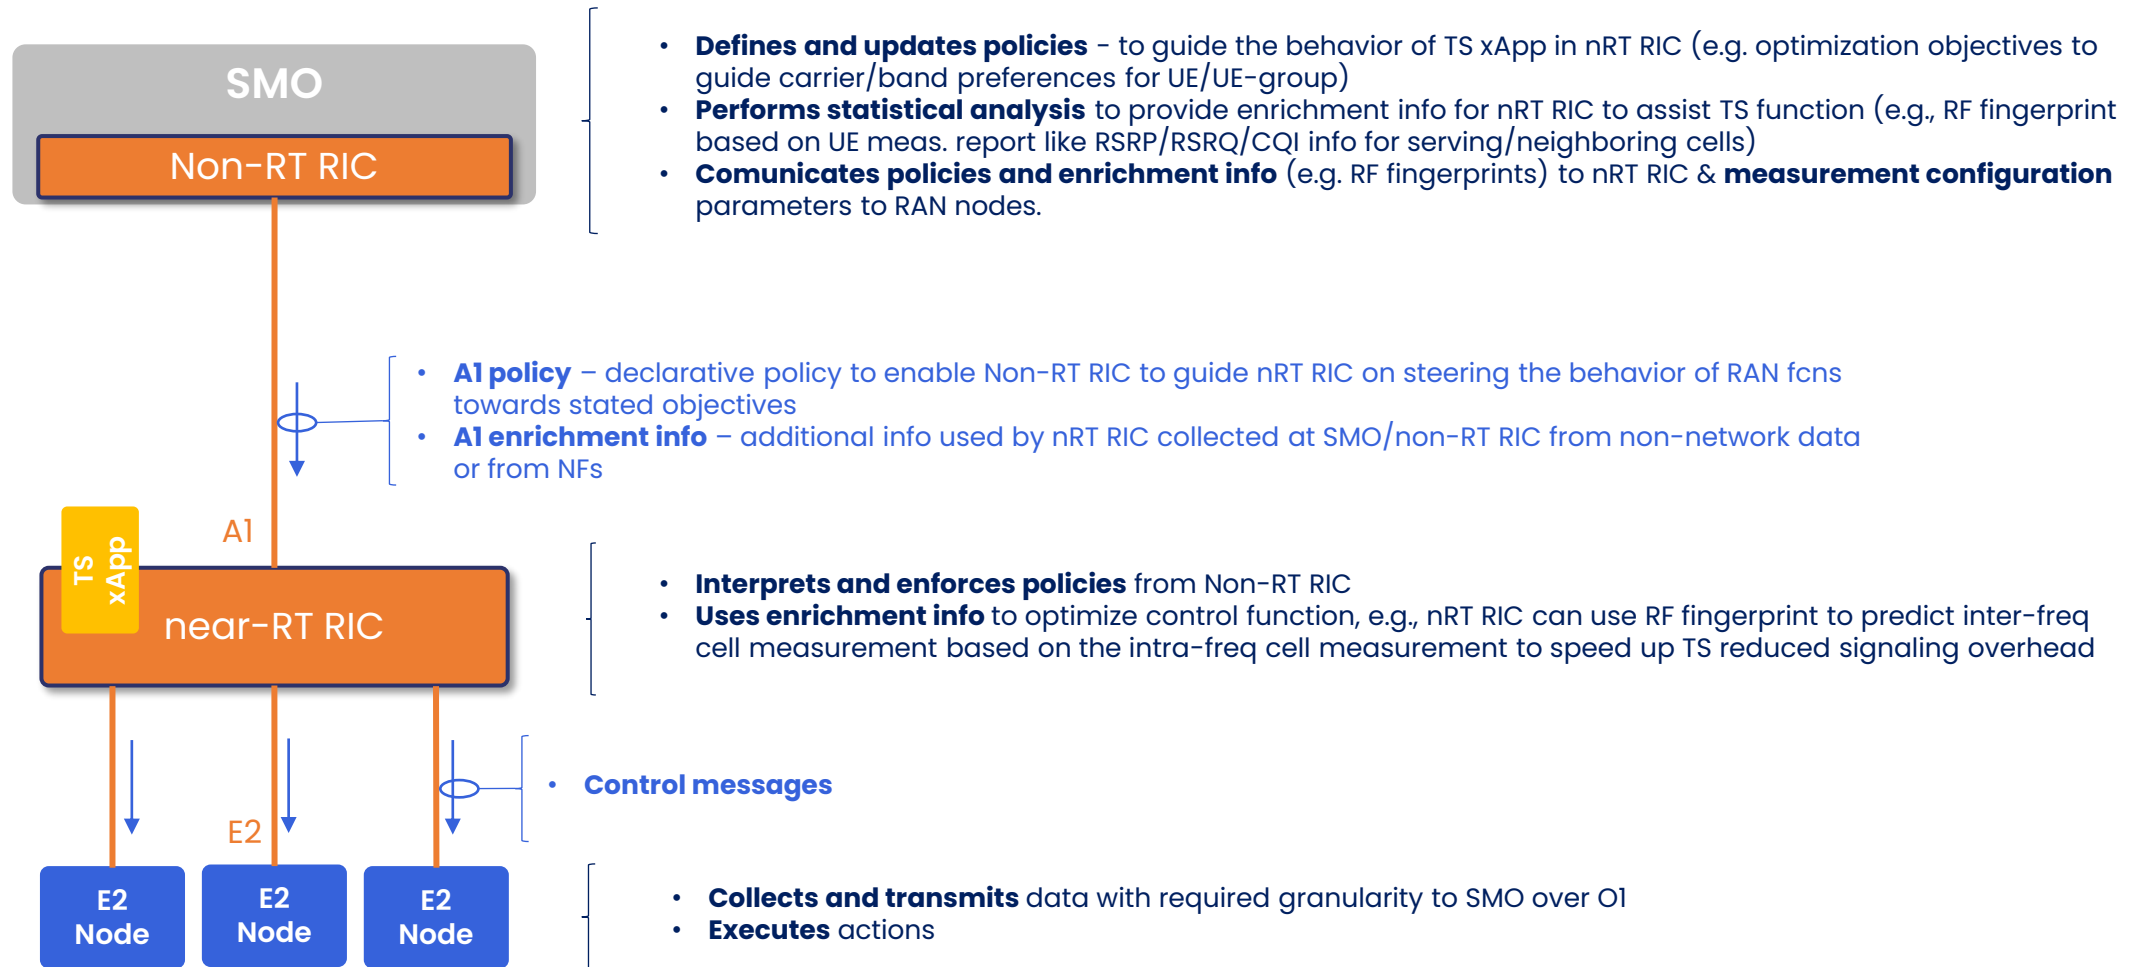 SMO
Non-RT RIC
• Defines and updates policies - to guide the behavior of TS xApp in nRT RIC (e.g. optimization objectives to
guide carrier/band preferences for UE/UE-group)
• Performs statistical analysis to provide enrichment info for nRT RIC to assist TS function (e.g., RF fingerprint
based on UE meas. report like RSRP/RSRQ/CQI info for serving/neighboring cells)
• Comunicates policies and enrichment info (e.g. RF fingerprints) to nRT RIC & measurement configuration
parameters to RAN nodes.
• A1 policy – declarative policy to enable Non-RT RIC to guide nRT RIC on steering the behavior of RAN fcns
towards stated objectives
• A1 enrichment info – additional info used by nRT RIC collected at SMO/non-RT RIC from non-network data
or from NFs
A1
TS
xApp
near-RT RIC
• Interprets and enforces policies from Non-RT RIC
• Uses enrichment info to optimize control function, e.g., nRT RIC can use RF fingerprint to predict inter-freq
cell measurement based on the intra-freq cell measurement to speed up TS reduced signaling overhead
• Control messages
E2
E2
Node
E2
Node
E2
Node
• Collects and transmits data with required granularity to SMO over O1
• Executes actions